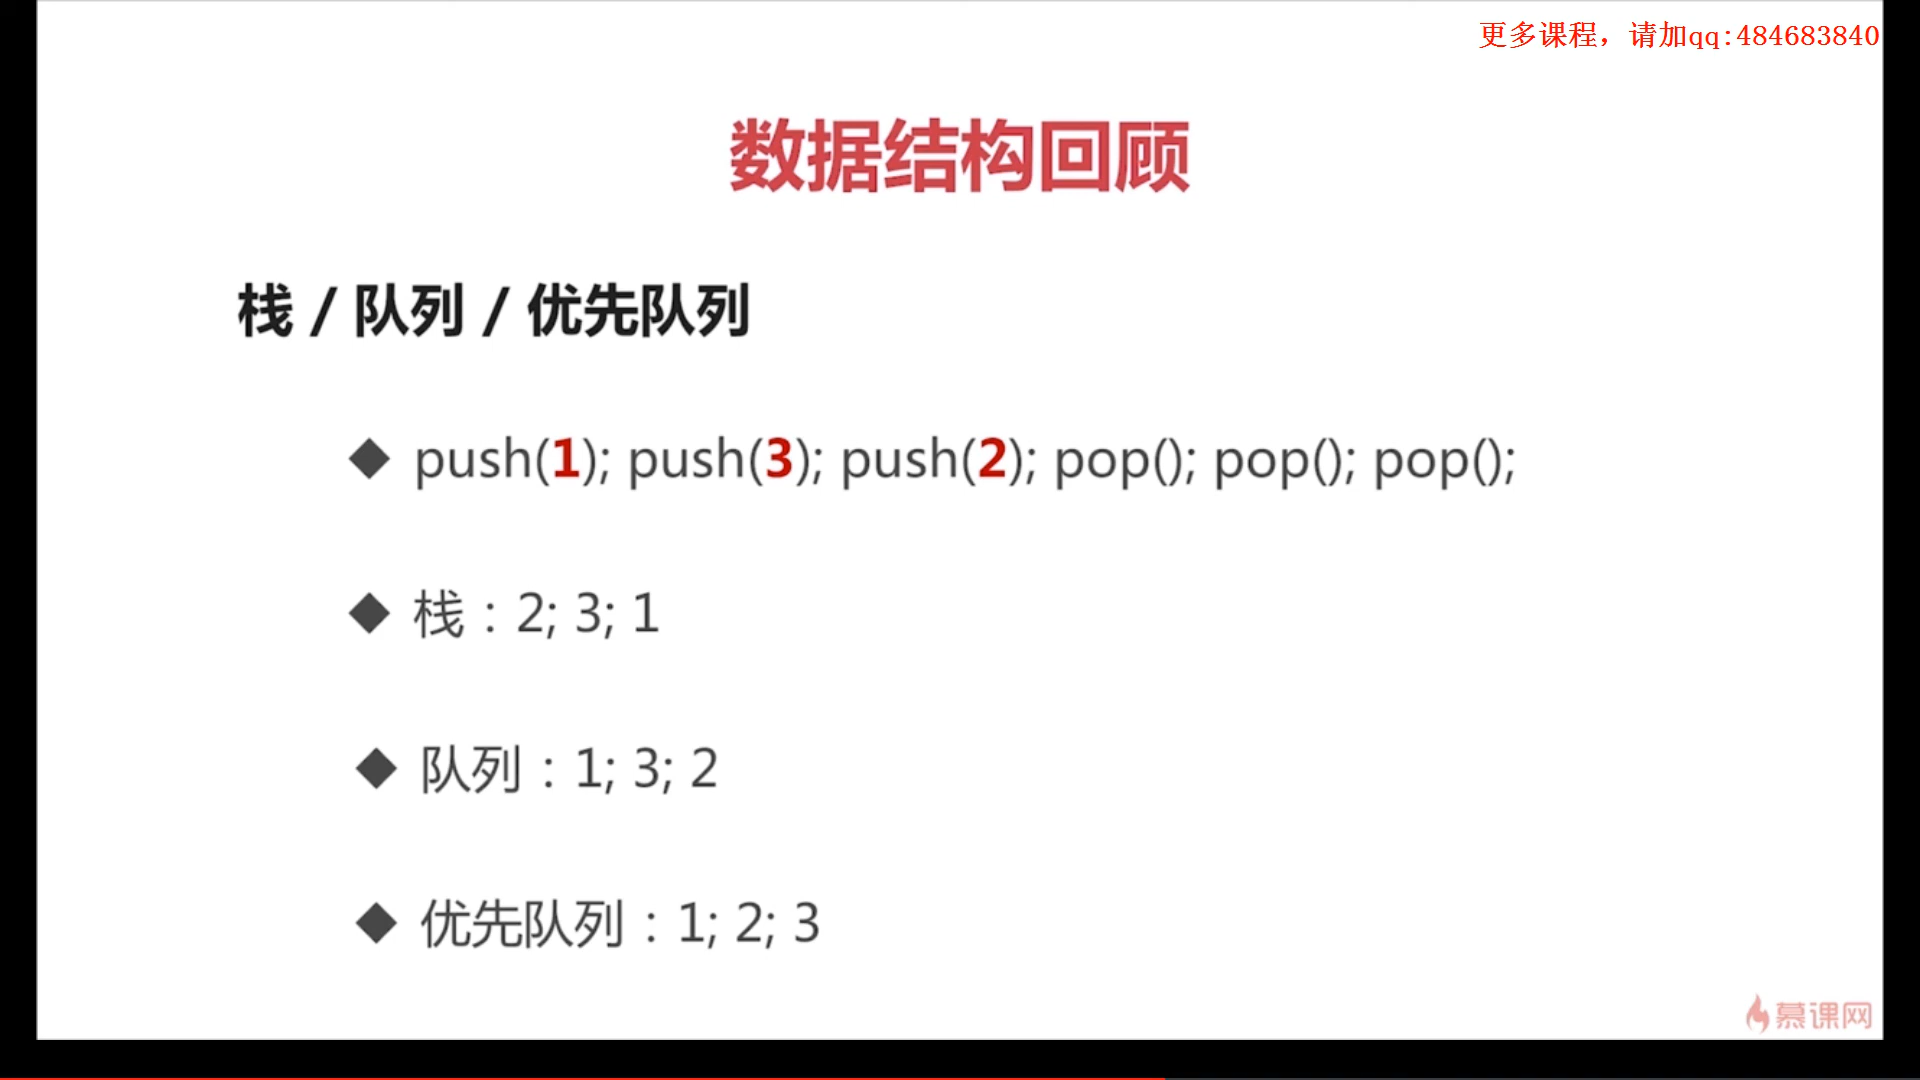 更多课程，请加qq:484683840
数据结构回顾
栈 / 队列 / 优先队列
◆ push(1); push(3); push(2); pop(); pop(); pop();
◆ 栈：2; 3; 1
◆ 队列：1; 3; 2
◆ 优先队列：1; 2; 3
慕课网